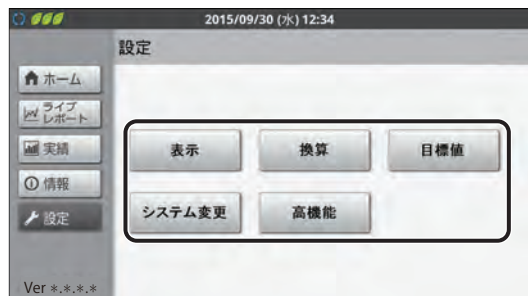 2015/09/30 (水) 12:34
設定
ホーム
ライブ
レポート
実績
情報
設定
表示
換算
目標値
システム変更
高機能
Ver *.*.*.*